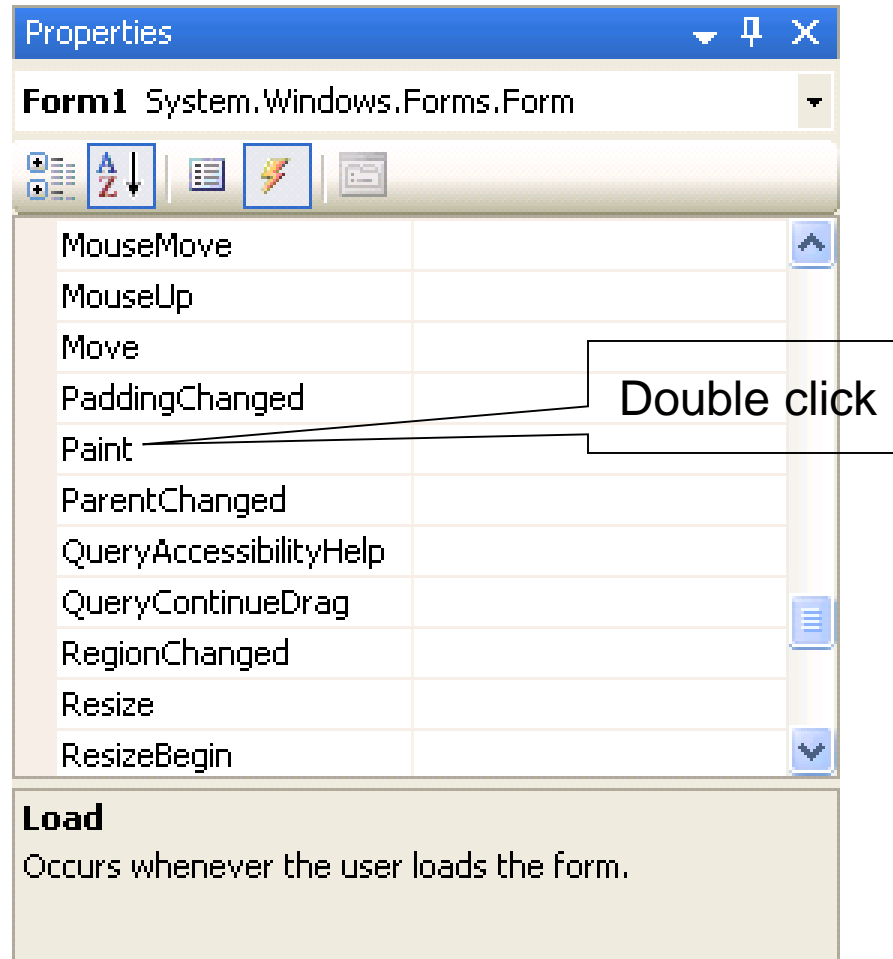 Properties
Form1 System.Windows.Forms.Form
A
Z
MouseMove
MouseUp
Move
PaddingChanged
Double click
Paint
ParentChanged
QueryAccessibilityHelp
QueryContinueDrag
RegionChanged
Resize
ResizeBegin
Load
Occurs whenever the user loads the form.